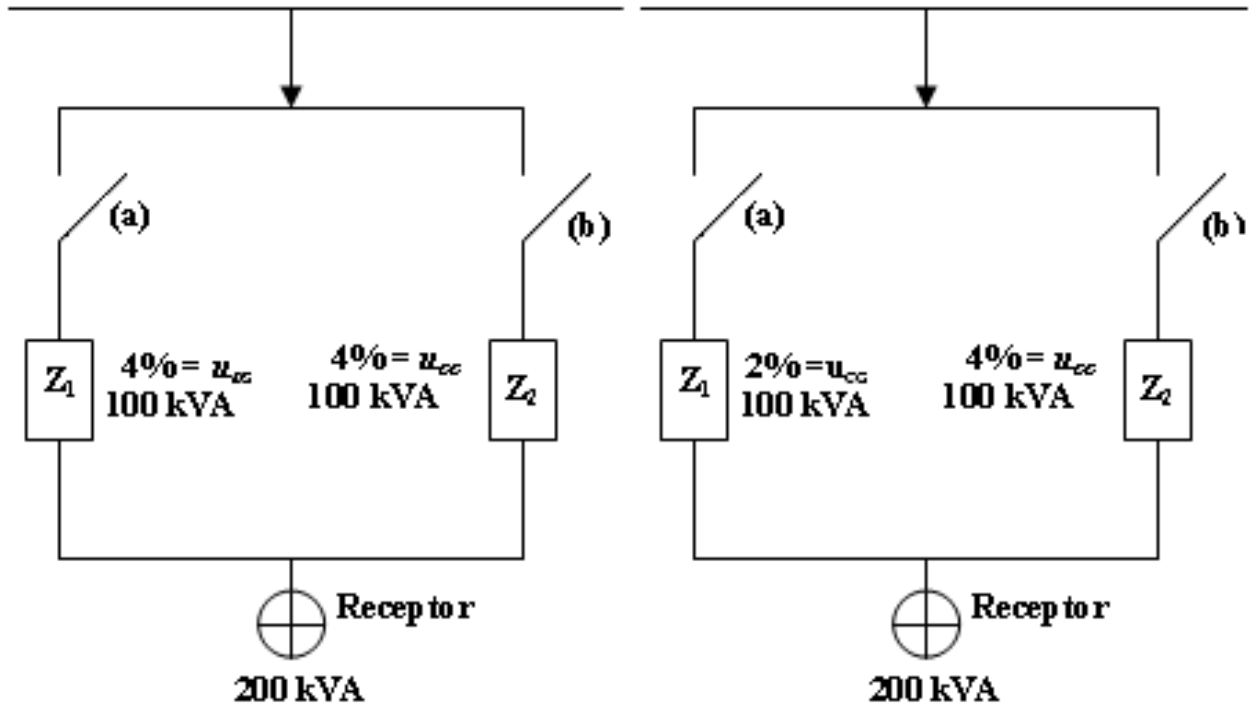 (a)
(b)
Z1
4%= ucc
100 kVA
4%= ucc
100 kVA
Z2
Receptor
200 kVA
(a)
(b)
Z1
2%=ucc
100 kVA
4%= ucc
100 kVA
Z2
Receptor
200 kVA